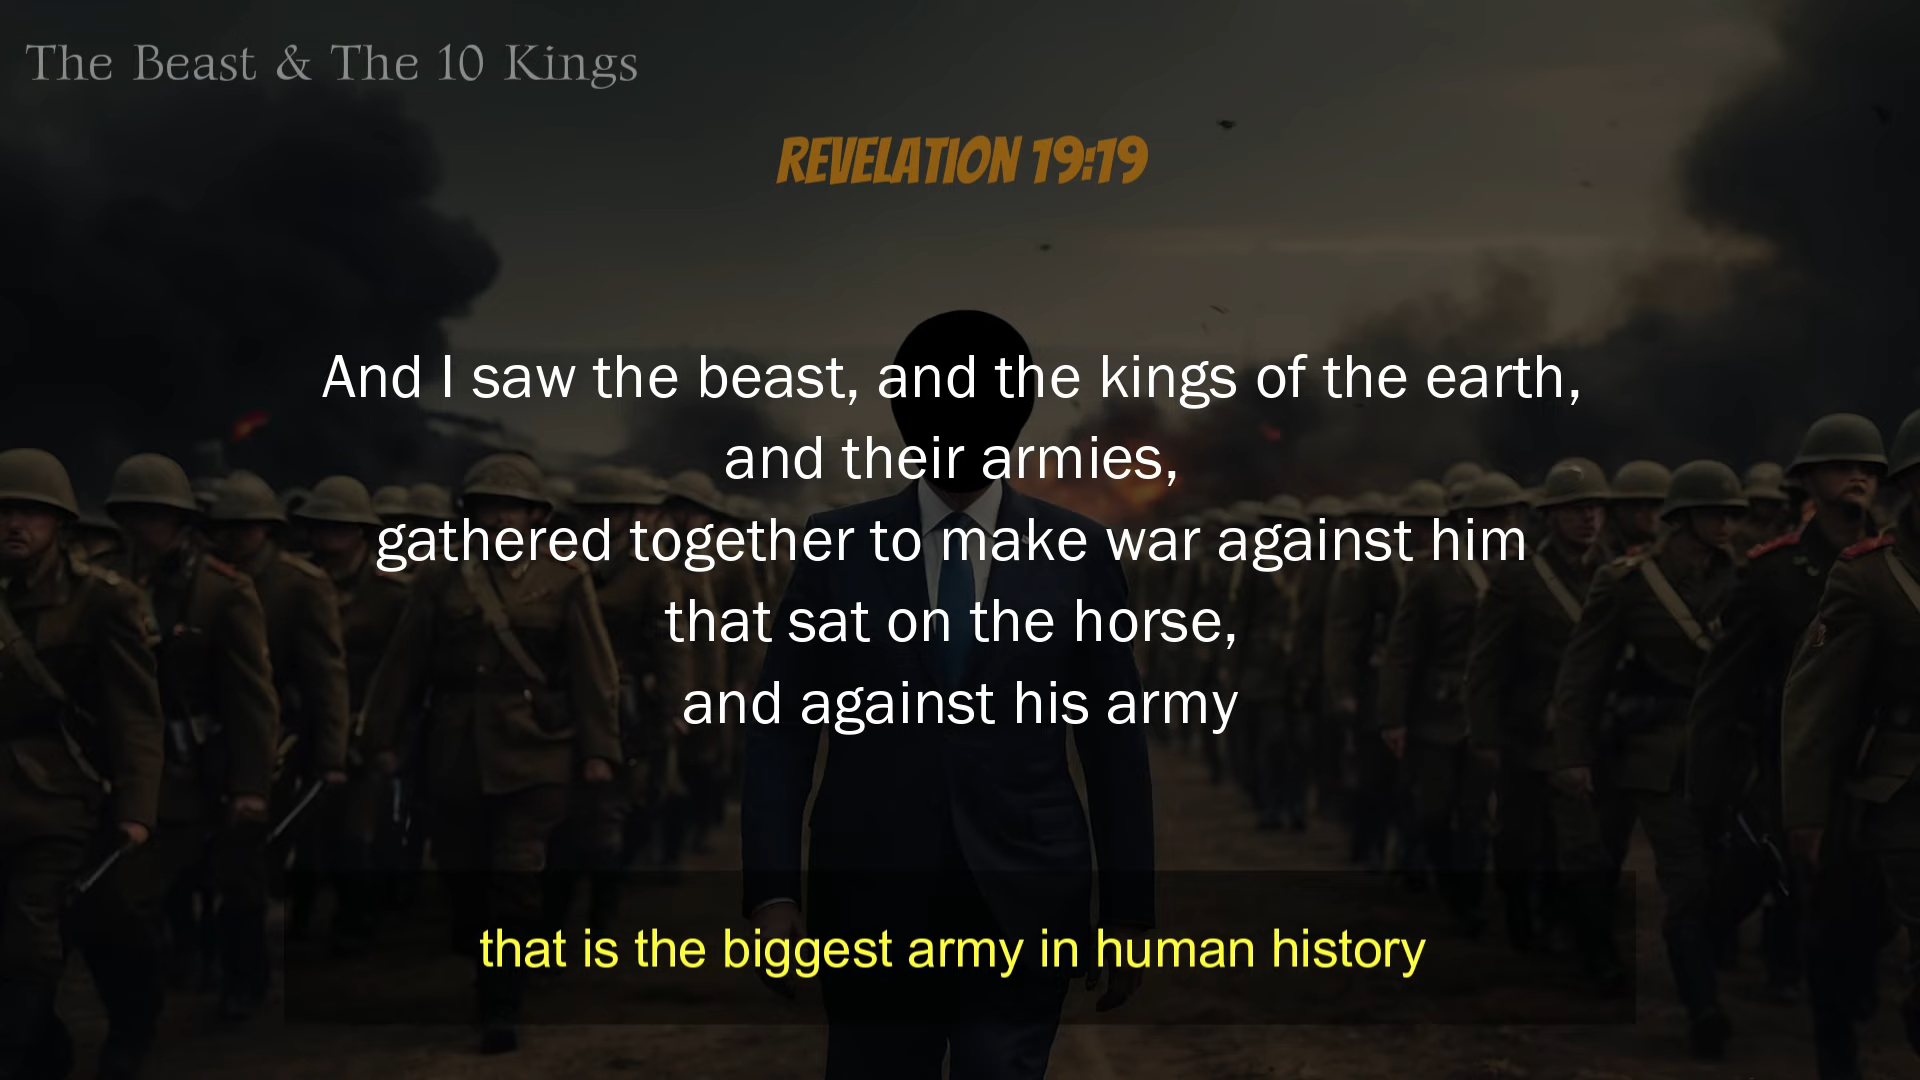 The Beast & The 10 Kings
REVELATION 19:19
And I saw the beast, and the kings of the earth,
and their armies,
gathered together to make war against him
that sat on the horse,
and against his army
that is the biggest army in human history